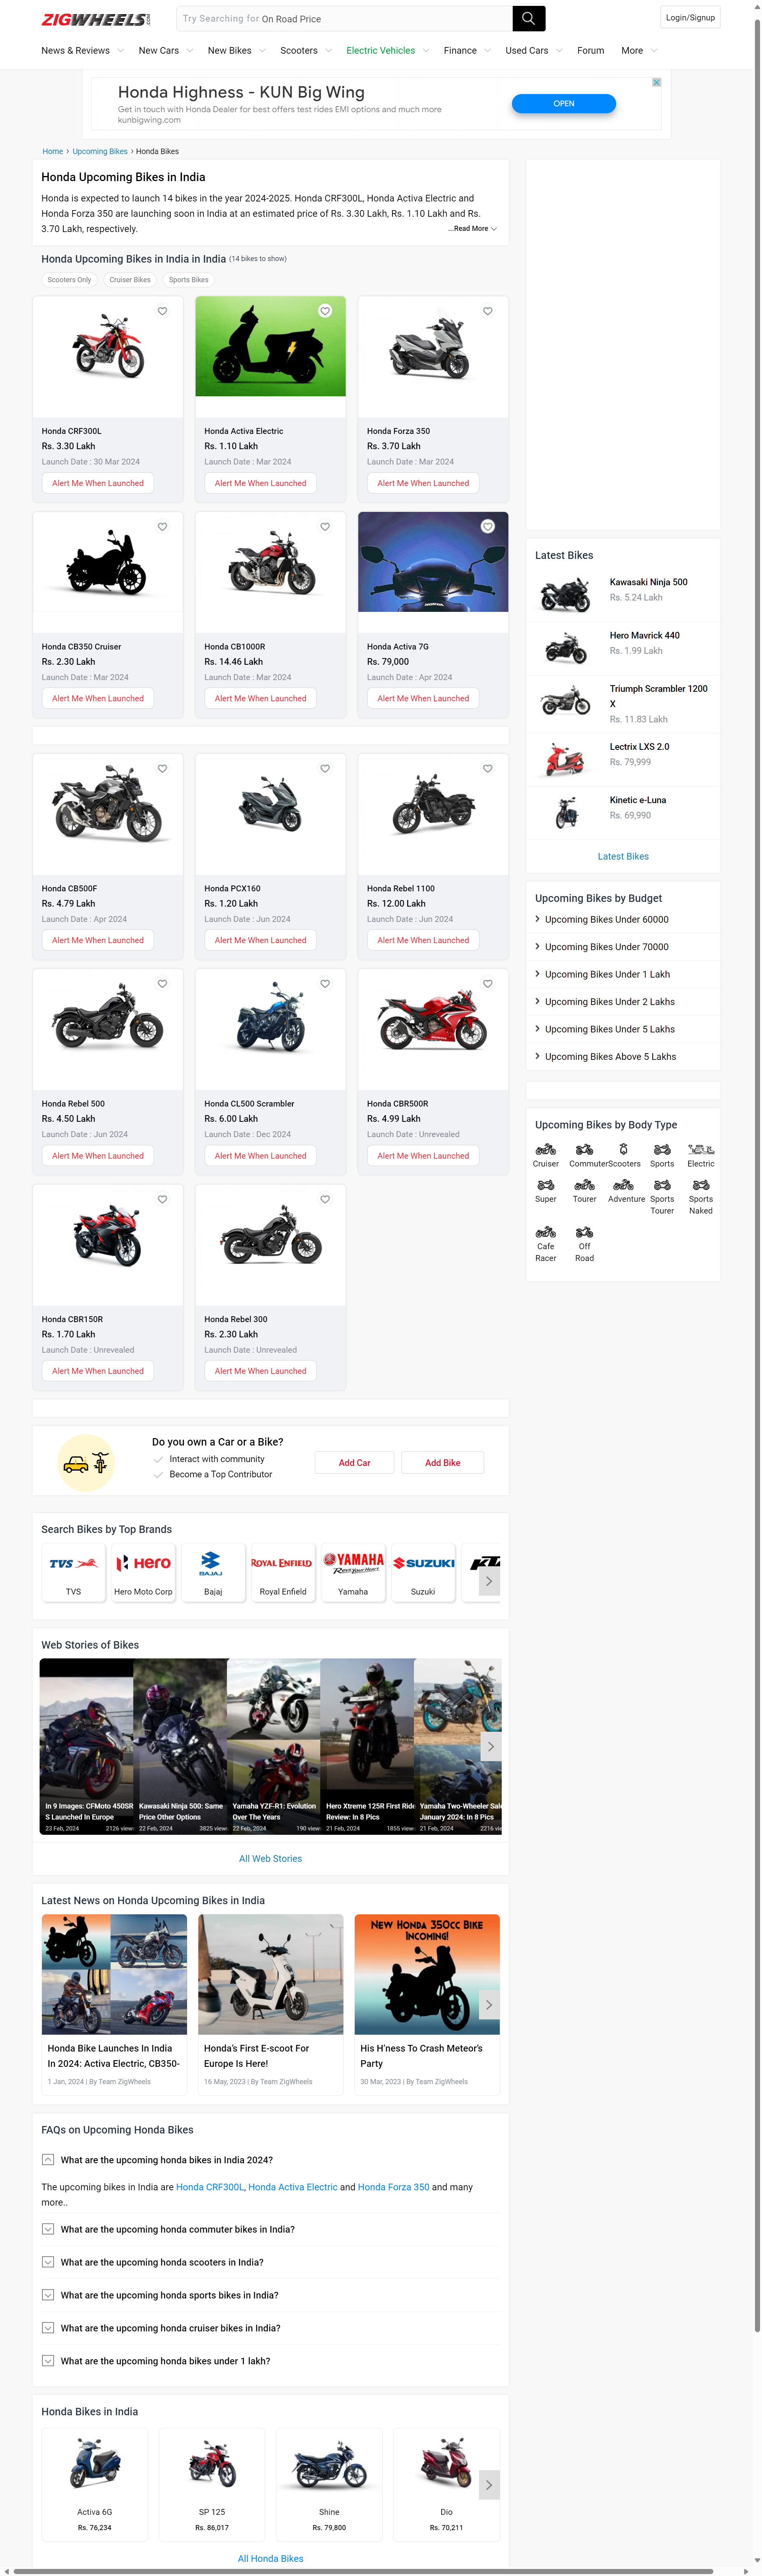 ZIGWHEELS.COM
Try Searching for On Road Price
Login/Signup
News & Reviews
New Cars
New Bikes
Scooters
Electric Vehicles
Finance
Used Cars
Forum
More
Honda Highness - KUN Big Wing
Get in touch with Honda Dealer for best offers test rides EMI options and much more
kunbigwing.com
OPEN
Home › Upcoming Bikes › Honda Bikes
Honda Upcoming Bikes in India
Honda is expected to launch 14 bikes in the year 2024-2025. Honda CRF300L, Honda Activa Electric and
Honda Forza 350 are launching soon in India at an estimated price of Rs. 3.30 Lakh, Rs. 1.10 Lakh and Rs.
3.70 Lakh, respectively.
...Read More
Honda Upcoming Bikes in India in India (14 bikes to show)
Scooters Only
Cruiser Bikes
Sports Bikes
Honda CRF300L
Rs. 3.30 Lakh
Launch Date : 30 Mar 2024
Alert Me When Launched
Honda Activa Electric
Rs. 1.10 Lakh
Launch Date : Mar 2024
Alert Me When Launched
Honda Forza 350
Rs. 3.70 Lakh
Launch Date : Mar 2024
Alert Me When Launched
Honda CB350 Cruiser
Rs. 2.30 Lakh
Launch Date : Mar 2024
Alert Me When Launched
Honda CB1000R
Rs. 14.46 Lakh
Launch Date : Mar 2024
Alert Me When Launched
HONDA
Honda Activa 7G
Rs. 79,000
Launch Date : Apr 2024
Alert Me When Launched
Honda CB500F
Rs. 4.79 Lakh
Launch Date : Apr 2024
Alert Me When Launched
Honda PCX160
Rs. 1.20 Lakh
Launch Date : Jun 2024
Alert Me When Launched
Honda Rebel 1100
Rs. 12.00 Lakh
Launch Date : Jun 2024
Alert Me When Launched
Honda Rebel 500
Rs. 4.50 Lakh
Launch Date : Jun 2024
Alert Me When Launched
Honda CL500 Scrambler
Rs. 6.00 Lakh
Launch Date : Dec 2024
Alert Me When Launched
Honda CBR500R
Rs. 4.99 Lakh
Launch Date : Unrevealed
Alert Me When Launched
Honda CBR150R
Rs. 1.70 Lakh
Launch Date : Unrevealed
Alert Me When Launched
Honda Rebel 300
Rs. 2.30 Lakh
Launch Date : Unrevealed
Alert Me When Launched
Latest Bikes
Kawasaki Ninja 500
Rs. 5.24 Lakh
Hero Mavrick 440
Rs. 1.99 Lakh
Triumph Scrambler 1200
X
Rs. 11.83 Lakh
Lectrix LXS 2.0
Rs. 79,999
Kinetic e-Luna
Rs. 69,990
Latest Bikes
Upcoming Bikes by Budget
Upcoming Bikes Under 60000
Upcoming Bikes Under 70000
Upcoming Bikes Under 1 Lakh
Upcoming Bikes Under 2 Lakhs
Upcoming Bikes Under 5 Lakhs
Upcoming Bikes Above 5 Lakhs
Upcoming Bikes by Body Type
Cruiser
Commuter
Scooters
Sports
Electric
Super
Tourer
Adventure
Sports
Tourer
Sports
Naked
Cafe
Racer
Off
Road
Do you own a Car or a Bike?
Interact with community
Become a Top Contributor
Add Car
Add Bike
Search Bikes by Top Brands
TVS
TVS
Hero
Hero Moto Corp
BAJAJ
Bajaj
ROYAL ENFIELD
Royal Enfield
YAMAHA
Revs Your Heart
Yamaha
SUZUKI
Suzuki
KT
Web Stories of Bikes
In 9 Images: CFMoto 450SR
S Launched In Europe
23 Feb, 2024 2126 view
Kawasaki Ninja 500: Same
Price Other Options
22 Feb, 2024 3825 view
Yamaha YZF-R1: Evolution
Over The Years
22 Feb, 2024 190 view
Hero Xtreme 125R First Ride
Review: In 8 Pics
21 Feb, 2024 1855 view
Yamaha Two-Wheeler Sal
January 2024: In 8 Pics
21 Feb, 2024 2216 vi
All Web Stories
Latest News on Honda Upcoming Bikes in India
Honda Bike Launches In India
In 2024: Activa Electric, CB350-
1 Jan, 2024 | By Team ZigWheels
Honda's First E-scoot For
Europe Is Here!
16 May, 2023 | By Team ZigWheels
New Honda 350cc Bike
Incoming!
His H'ness To Crash Meteor's
Party
30 Mar, 2023 | By Team ZigWheels
FAQs on Upcoming Honda Bikes
What are the upcoming honda bikes in India 2024?
The upcoming bikes in India are Honda CRF300L, Honda Activa Electric and Honda Forza 350 and many
more..
What are the upcoming honda commuter bikes in India?
What are the upcoming honda scooters in India?
What are the upcoming honda sports bikes in India?
What are the upcoming honda cruiser bikes in India?
What are the upcoming honda bikes under 1 lakh?
Honda Bikes in India
Activa 6G
Rs. 76,234
SP 125
Rs. 86,017
Shine
Rs. 79,800
Dio
Rs. 70,211
All Honda Bikes